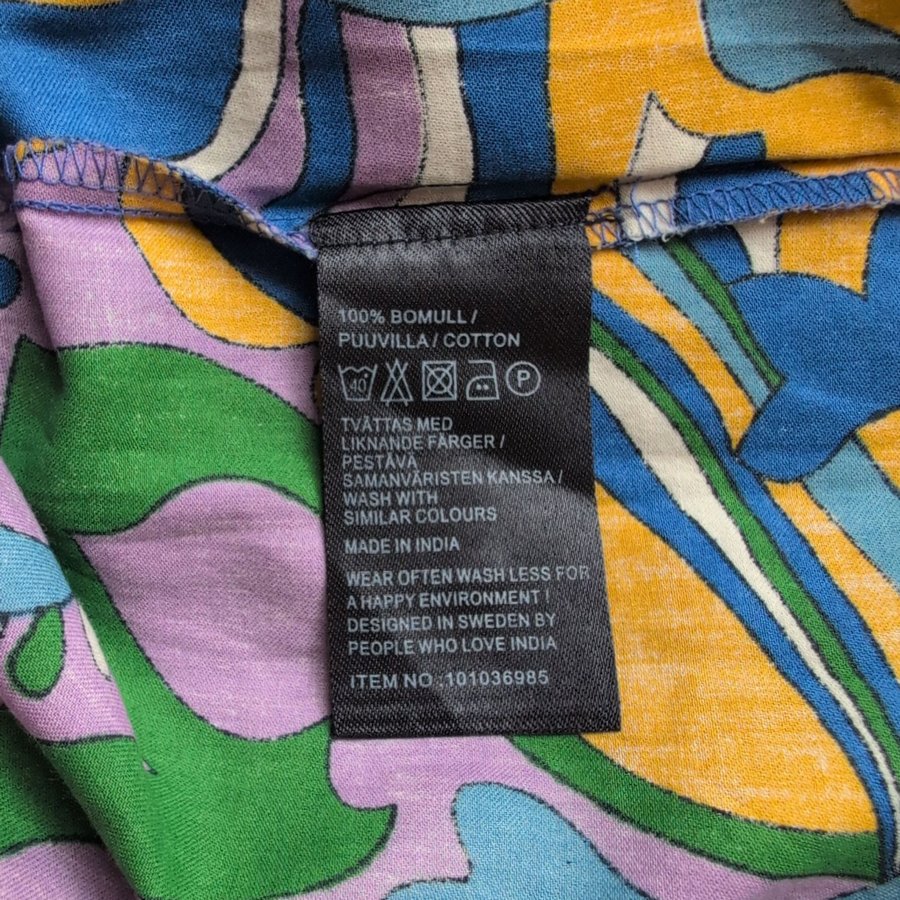 100% BOMULL /
PUUVILLA / COTTON
40 P
TVÄTTAS MED
LIKNANDE FÄRGER /
PESTÄVÄ
SAMANVÄRISTEN KANSSA /
WASH WITH
SIMILAR COLOURS
MADE IN INDIA
WEAR OFTEN WASH LESS FOR
A HAPPY ENVIRONMENT !
DESIGNED IN SWEDEN BY
PEOPLE WHO LOVE INDIA
ITEM NO.:101036985